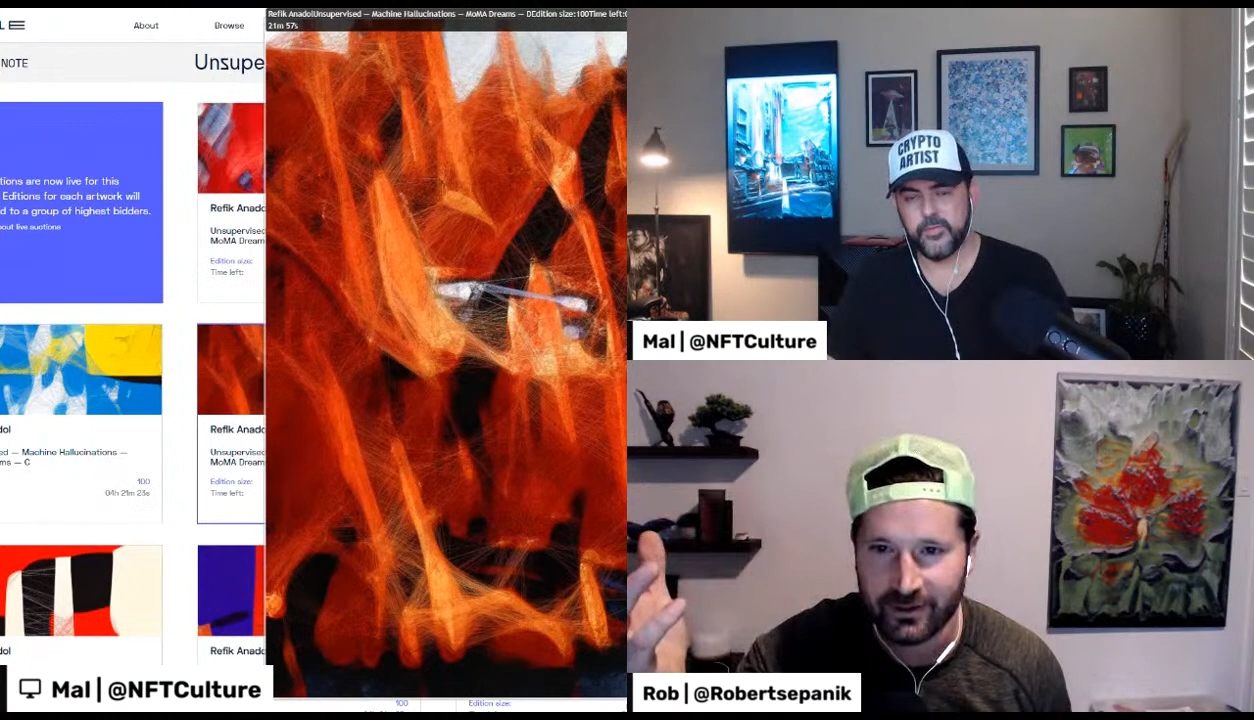 L
About
Browse
NOTE
Unsupe
Refik AnadolUnsupervised — Machine Hallucinations — MoMA Dreams — DEdition size:100Time left:
21m 57s
tions are now live for this
Editions for each artwork will
d to a group of highest bidders.
out live auctions
Refik Anado
Unsupervised
MoMA Dream
Edition size:
Time left:
dol
ed — Machine Hallucinations —
ms — C
100
04h 21m 23s
Refik Anado
Unsupervised
MoMA Dream
Edition size:
Time left:
dol
Refik Anado
Mal | @NFTCulture
100
Edition size:
CRYPTO
ARTIST
Mal | @NFTCulture
Rob | @Robertsepanik